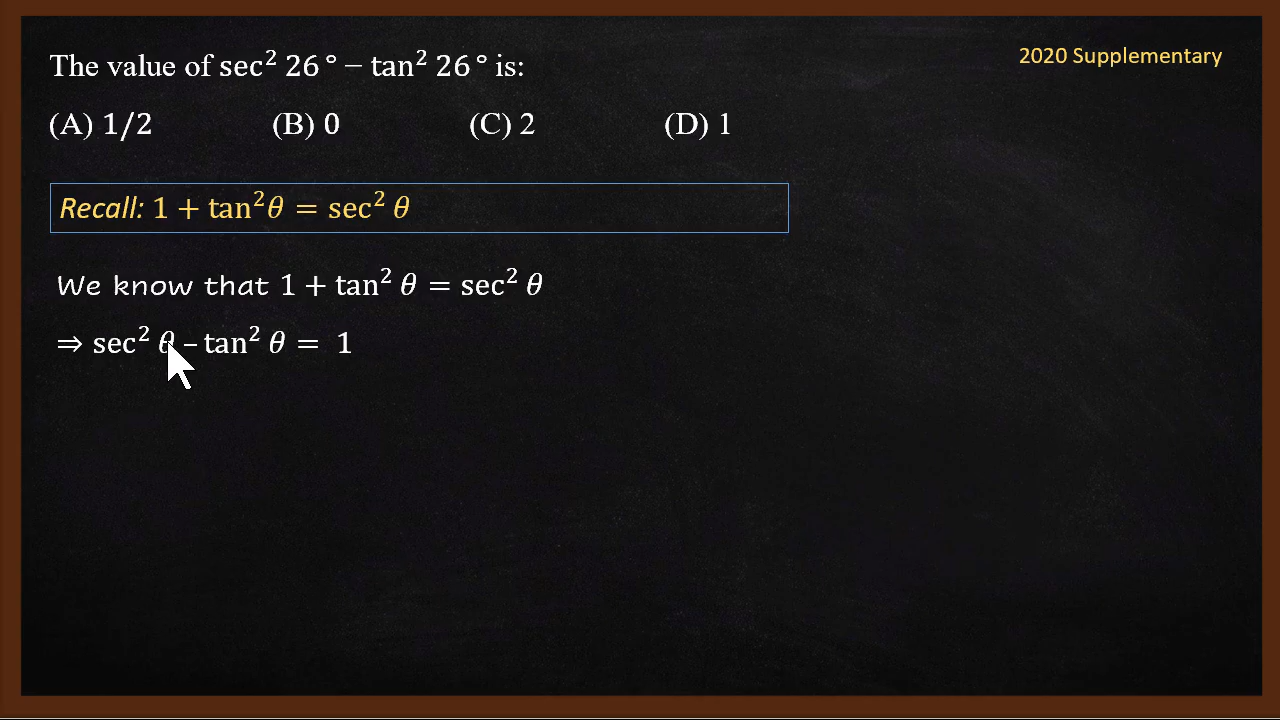 The value of sec² 26° − tan² 26° is:
2020 Supplementary
(A) 1/2 (B) 0 (C) 2 (D) 1
Recall: 1 + tan²θ = sec² θ
We know that 1 + tan² θ = sec² θ
⇒ sec² θ – tan² θ = 1